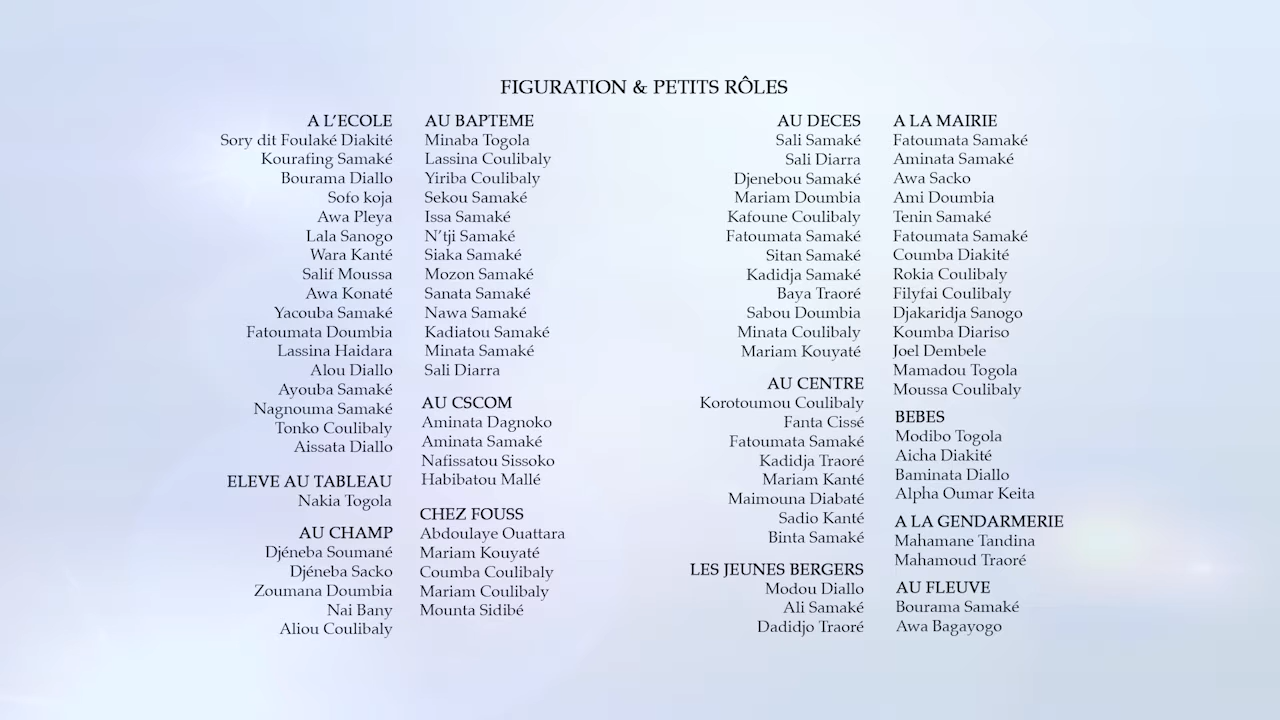 FIGURATION & PETITS RÔLES
A L'ECOLE
Sory dit Foulaké Diakité
Kourafing Samaké
Bourama Diallo
Sofo koja
Awa Pleya
Lala Sanogo
Wara Kanté
Salif Moussa
Awa Konaté
Yacouba Samaké
Fatoumata Doumbia
Lassina Haidara
Alou Diallo
Ayouba Samaké
Nagnouma Samaké
Tonko Coulibaly
Aissata Diallo
ELEVE AU TABLEAU
Nakia Togola
AU CHAMP
Djéneba Soumané
Djéneba Sacko
Zoumana Doumbia
Nai Bany
Aliou Coulibaly
AU BAPTEME
Minaba Togola
Lassina Coulibaly
Yiriba Coulibaly
Sekou Samaké
Issa Samaké
N'tji Samaké
Siaka Samaké
Mozon Samaké
Sanata Samaké
Nawa Samaké
Kadiatou Samaké
Minata Samaké
Sali Diarra
AU CSCOM
Aminata Dagnoko
Aminata Samaké
Nafissatou Sissoko
Habibatou Mallé
CHEZ FOUSS
Abdoulaye Ouattara
Mariam Kouyaté
Coumba Coulibaly
Mariam Coulibaly
Mounta Sidibé
AU DECES
Sali Samaké
Sali Diarra
Djenebou Samaké
Mariam Doumbia
Kafoune Coulibaly
Fatoumata Samaké
Sitan Samaké
Kadidja Samaké
Baya Traoré
Sabou Doumbia
Minata Coulibaly
Mariam Kouyaté
AU CENTRE
Korotoumou Coulibaly
Fanta Cissé
Fatoumata Samaké
Kadidja Traoré
Mariam Kanté
Maimouna Diabaté
Sadio Kanté
Binta Samaké
LES JEUNES BERGERS
Modou Diallo
Ali Samaké
Dadidjo Traoré
A LA MAIRIE
Fatoumata Samaké
Aminata Samaké
Awa Sacko
Ami Doumbia
Tenin Samaké
Fatoumata Samaké
Coumba Diakité
Rokia Coulibaly
Filyfai Coulibaly
Djakaridja Sanogo
Koumba Diariso
Joel Dembele
Mamadou Togola
Moussa Coulibaly
BEBES
Modibo Togola
Aicha Diakité
Baminata Diallo
Alpha Oumar Keita
A LA GENDARMERIE
Mahamane Tandina
Mahamoud Traoré
AU FLEUVE
Bourama Samaké
Awa Bagayogo